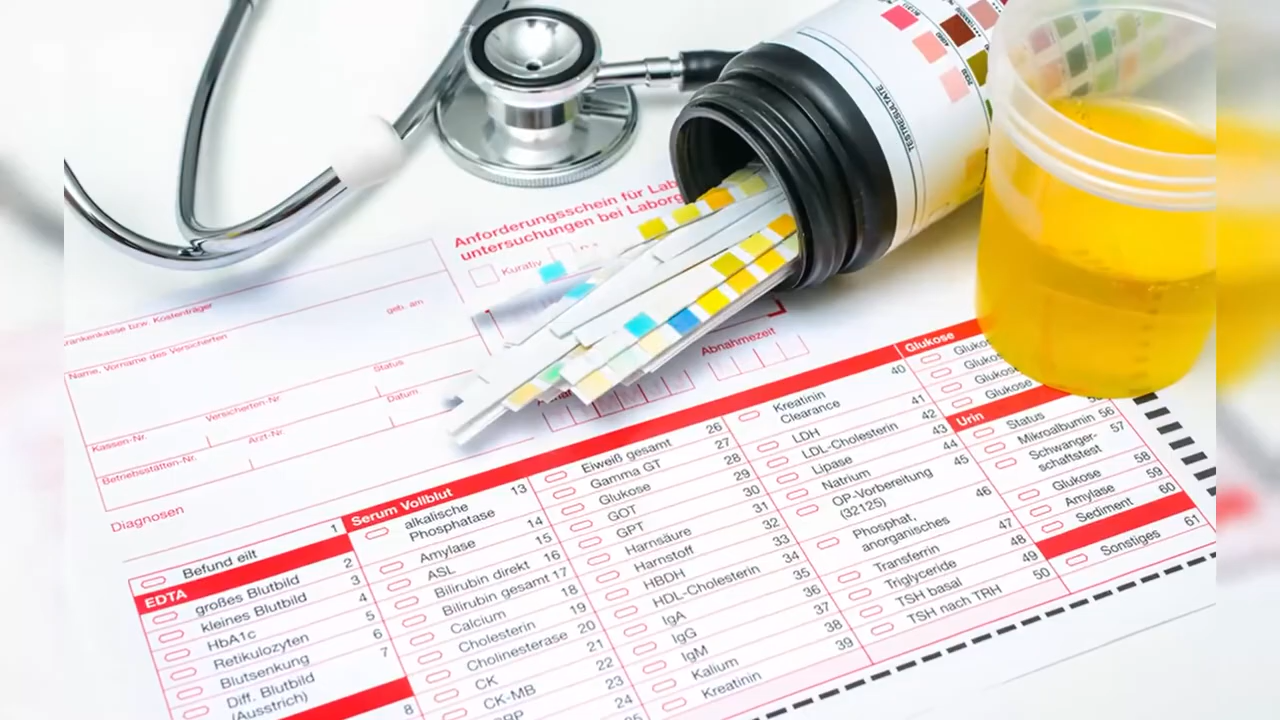 TESTRESULTATE
Anforderungsschein für Lab
untersuchungen bei Laborg
Kurativ
Krankenkasse bzw. Kostenträger
Name, Vorname des Versicherten
geb. am
Kassen-Nr.
Versicherten-Nr.
Status
Betriebsstätten-Nr.
Arzt-Nr.
Datum
Abnahmezeit
Diagnosen
Befund eilt 1
EDTA
großes Blutbild 2
kleines Blutbild 3
HbA1c 4
Retikulozyten 5
Blutsenkung 6
Diff. Blutbild 7
/Ausstrich)
8
Serum Vollblut
alkalische 13
Phosphatase
Amylase 14
ASL 15
Bilirubin direkt 16
Bilirubin gesamt 17
Calcium 18
Cholesterin 19
Cholinesterase 20
CK 21
CK-MB 22
CRP 23
24
25
Eiweiß gesamt 26
Gamma GT 27
Glukose 28
GOT 29
GPT 30
Harnsäure 31
Harnstoff 32
HBDH 33
HDL-Cholesterin 34
IgA 35
IgG 36
IgM 37
Kalium 38
Kreatinin 39
Kreatinin 40
Clearance
LDH 41
LDL-Cholesterin 42
Lipase 43
Natrium 44
OP-Vorbereitung 45
(32125)
Phosphat, 46
anorganisches
Transferrin 47
Triglyceride 48
TSH basal 49
TSH nach TRH 50
Glukose
Glukose
Glukose
Glukose
Urin
Status 55
Mikroalbumin 56
Schwanger- 57
schaftstest
Glukose 58
Amylase 59
Sediment 60
Sonstiges 61